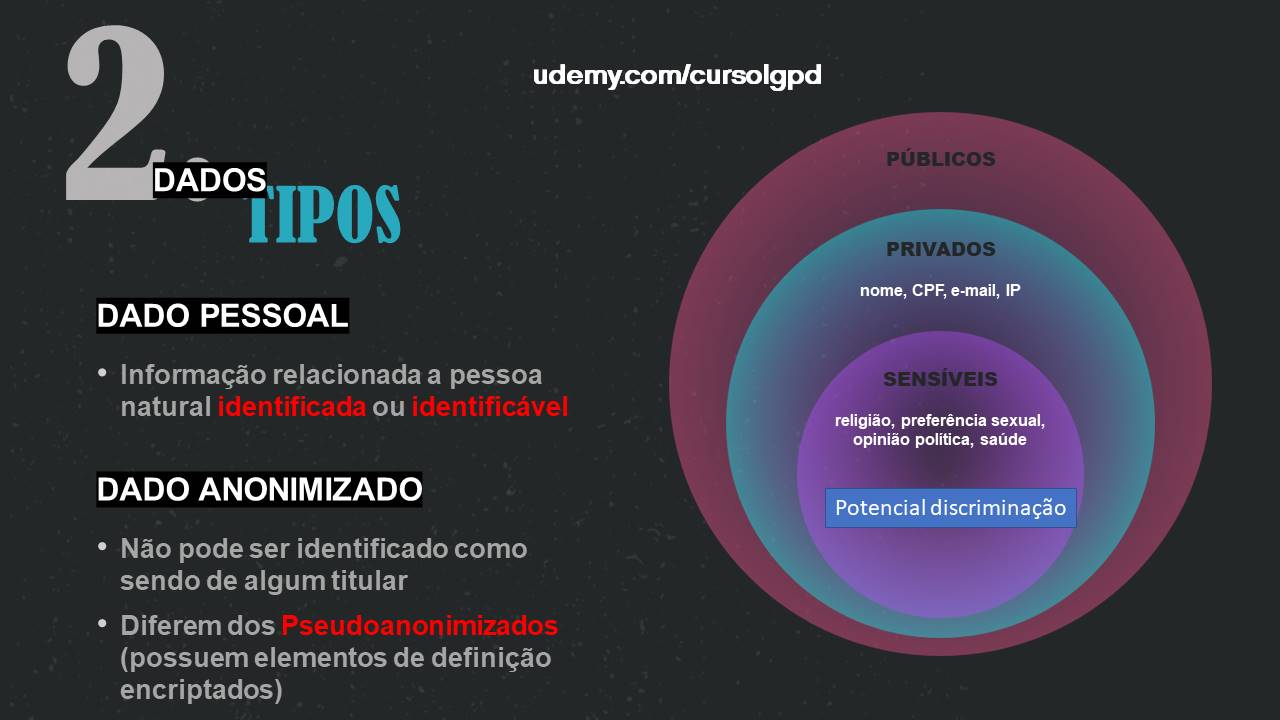 2.
DADOS
TIPOS
udemy.com/cursolgpd
DADO PESSOAL
• Informação relacionada a pessoa
natural identificada ou identificável
DADO ANONIMIZADO
• Não pode ser identificado como
sendo de algum titular
• Diferem dos Pseudoanonimizados
(possuem elementos de definição
encriptados)
PÚBLICOS
PRIVADOS
nome, CPF, e-mail, IP
SENSÍVEIS
religião, preferência sexual,
opinião política, saúde
Potencial discriminação